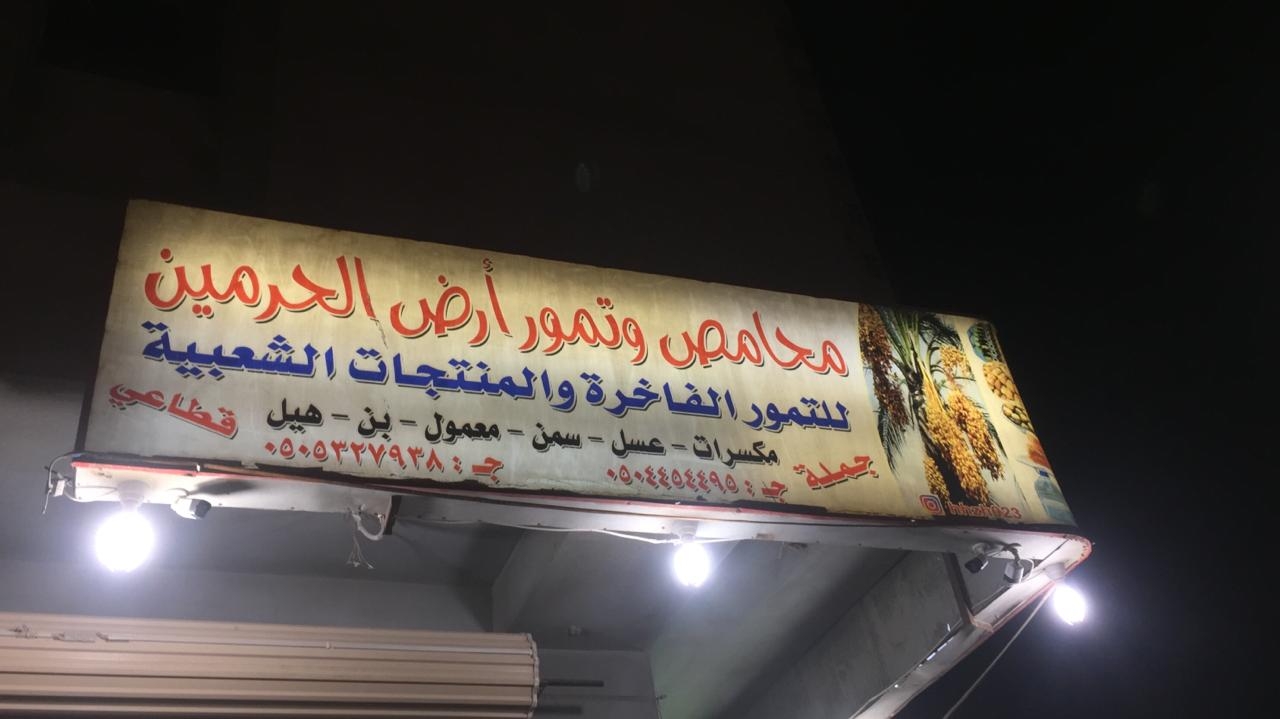 محامص وتمور أرض الحرمين
للتمور الفاخرة والمنتجات الشعبية
مكسرات - عسل - سمن - معمول - بن - هيل
جملة ج : ٠٥٠٤٤٥٤٤٩٥ ج : ٠٥٠٥٣٢٧٩٣٨ قطاعي